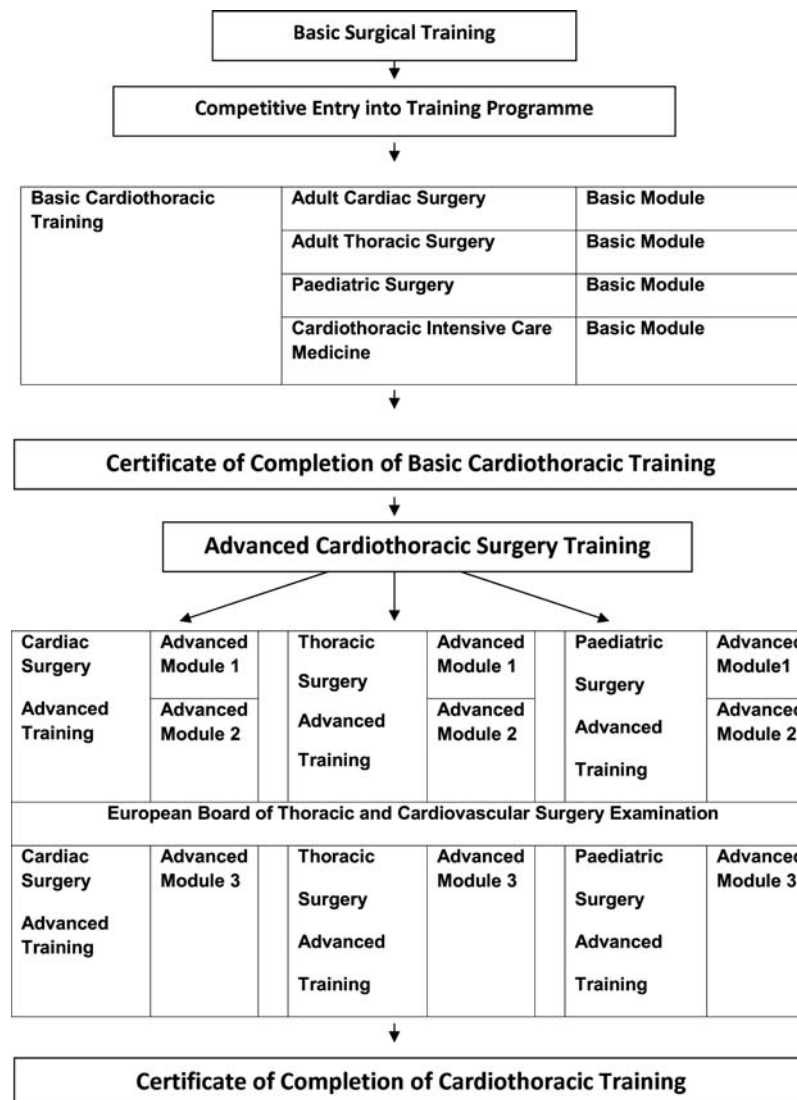 Basic Surgical Training
Competitive Entry into Training Programme
Basic Cardiothoracic
Training
Adult Cardiac Surgery
Basic Module
Adult Thoracic Surgery
Basic Module
Paediatric Surgery
Basic Module
Cardiothoracic Intensive Care
Medicine
Basic Module
Certificate of Completion of Basic Cardiothoracic Training
Advanced Cardiothoracic Surgery Training
Cardiac
Surgery
Advanced
Training
Advanced
Module 1
Advanced
Module 2
Thoracic
Surgery
Advanced
Training
Advanced
Module 1
Advanced
Module 2
Paediatric
Surgery
Advanced
Training
Advanced
Module1
Advanced
Module 2
European Board of Thoracic and Cardiovascular Surgery Examination
Cardiac
Surgery
Advanced
Training
Advanced
Module 3
Thoracic
Surgery
Advanced
Training
Advanced
Module 3
Paediatric
Surgery
Advanced
Training
Advanced
Module 3
Certificate of Completion of Cardiothoracic Training